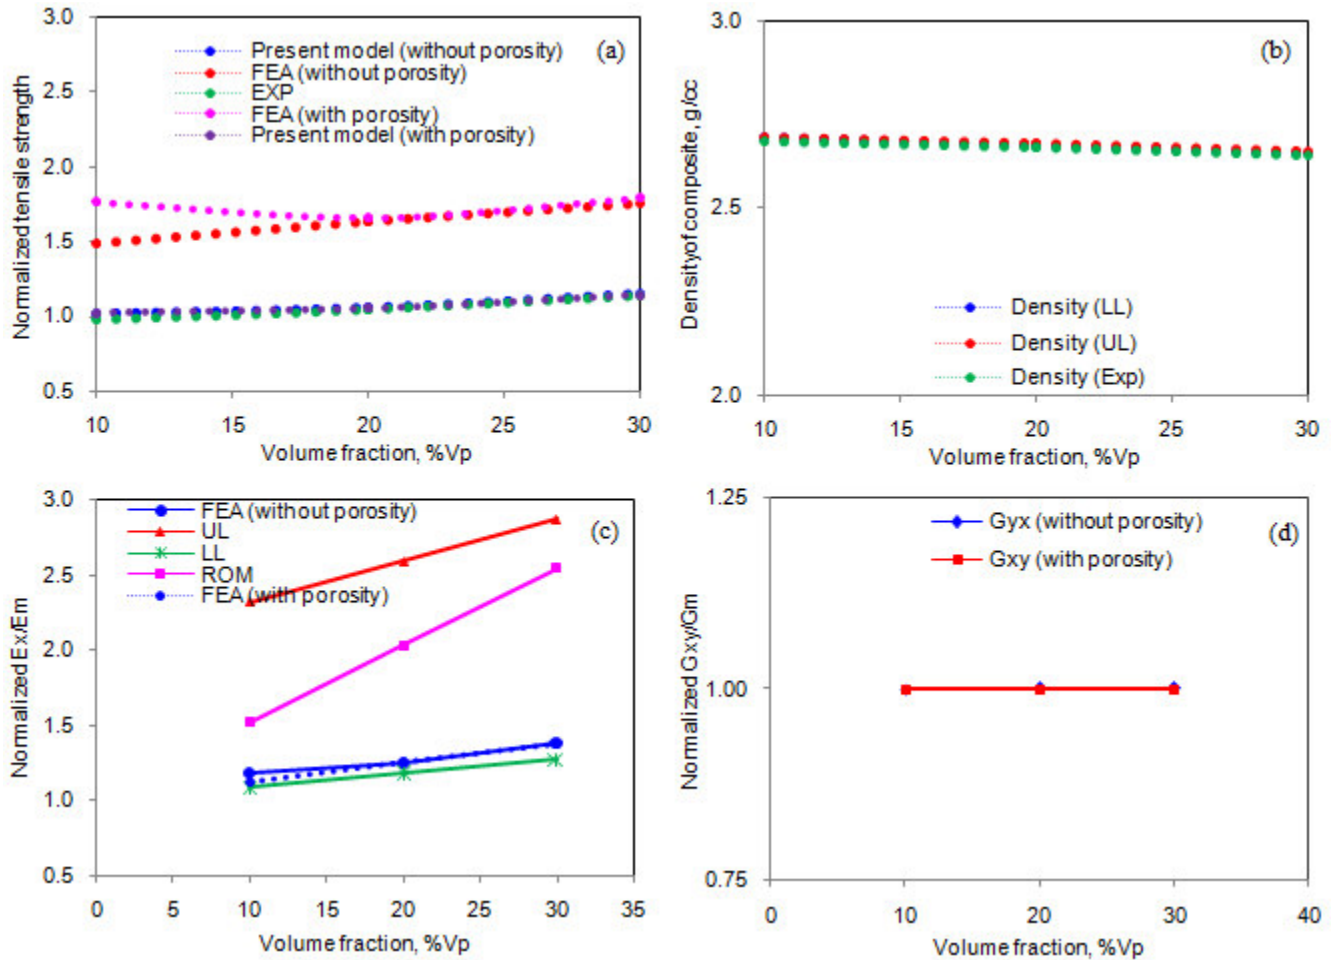 3.0
2.5
2.0
1.5
1.0
0.5
Normalized tensile strength
Present model (without porosity)
FEA (without porosity)
EXP
FEA (with porosity)
Present model (with porosity)
(a)
10 15 20 25 30
Volume fraction, %Vp
3.0
2.5
2.0
Density of composite, g/cc
(b)
Density (LL)
Density (UL)
Density (Exp)
10 15 20 25 30
Volume fraction, %Vp
3.0
2.5
2.0
1.5
1.0
0.5
Normalized Ex/Em
FEA (without porosity)
UL
LL
ROM
FEA (with porosity)
(c)
0 5 10 15 20 25 30 35
Volume fraction, %Vp
1.25
1.00
0.75
Normalized Gxy/Gm
Gyx (without porosity)
Gxy (with porosity)
(d)
0 10 20 30 40
Volume fraction, %Vp